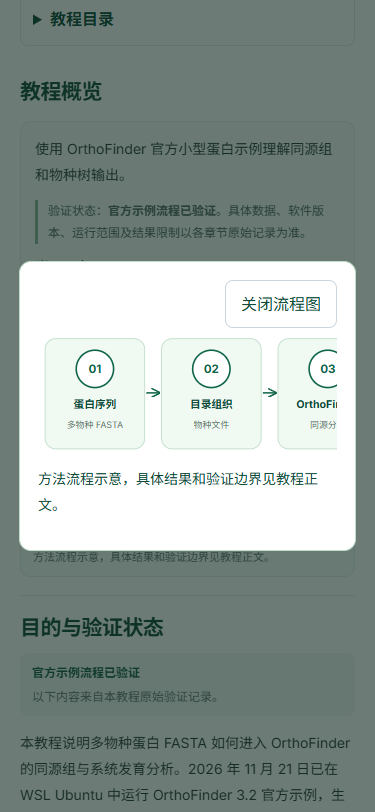 ▶ 教程目录
教程概览
使用 OrthoFinder 官方小型蛋白示例理解同源组
和物种树输出。
验证状态：官方示例流程已验证。具体数据、软件版
本、运行范围及结果限制以各章节原始记录为准。
关闭流程图
01
蛋白序列
多物种 FASTA
02
目录组织
物种文件
03
OrthoFin
同源分
方法流程示意，具体结果和验证边界见教程正
文。
方法流程示意，具体结果和验证边界见教程正文。
目的与验证状态
官方示例流程已验证
以下内容来自本教程原始验证记录。
本教程说明多物种蛋白 FASTA 如何进入 OrthoFinder
的同源组与系统发育分析。2026 年 11 月 21 日已在
WSL Ubuntu 中运行 OrthoFinder 3.2 官方示例，生